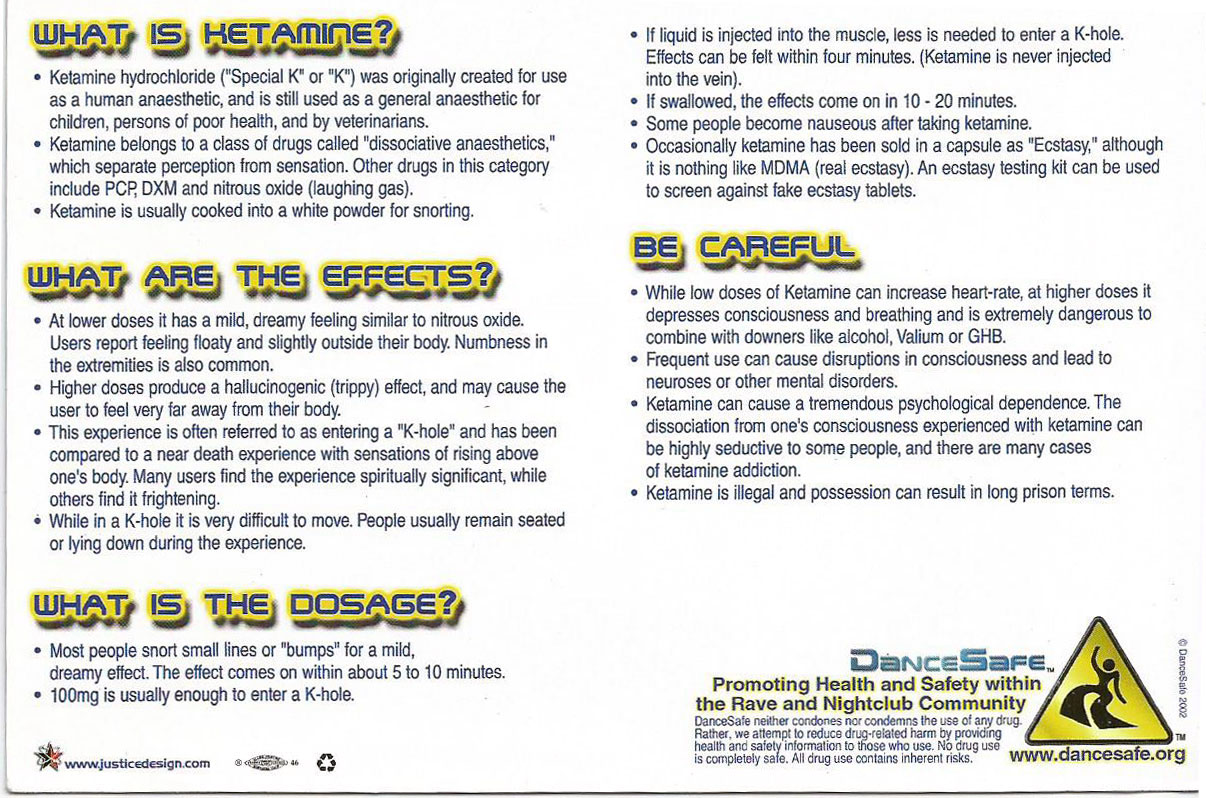 WHAT IS KETAMINE?
• Ketamine hydrochloride ("Special K" or "K") was originally created for use
as a human anaesthetic, and is still used as a general anaesthetic for
children, persons of poor health, and by veterinarians.
• Ketamine belongs to a class of drugs called "dissociative anaesthetics,"
which separate perception from sensation. Other drugs in this category
include PCP, DXM and nitrous oxide (laughing gas).
• Ketamine is usually cooked into a white powder for snorting.
WHAT ARE THE EFFECTS?
• At lower doses it has a mild, dreamy feeling similar to nitrous oxide.
Users report feeling floaty and slightly outside their body. Numbness in
the extremities is also common.
• Higher doses produce a hallucinogenic (trippy) effect, and may cause the
user to feel very far away from their body.
• This experience is often referred to as entering a "K-hole" and has been
compared to a near death experience with sensations of rising above
one's body. Many users find the experience spiritually significant, while
others find it frightening.
• While in a K-hole it is very difficult to move. People usually remain seated
or lying down during the experience.
WHAT IS THE DOSAGE?
• Most people snort small lines or "bumps" for a mild,
dreamy effect. The effect comes on within about 5 to 10 minutes.
• 100mg is usually enough to enter a K-hole.
www.justicedesign.com
® 46
• If liquid is injected into the muscle, less is needed to enter a K-hole.
Effects can be felt within four minutes. (Ketamine is never injected
into the vein).
• If swallowed, the effects come on in 10 - 20 minutes.
• Some people become nauseous after taking ketamine.
• Occasionally ketamine has been sold in a capsule as "Ecstasy," although
it is nothing like MDMA (real ecstasy). An ecstasy testing kit can be used
to screen against fake ecstasy tablets.
BE CAREFUL
• While low doses of Ketamine can increase heart-rate, at higher doses it
depresses consciousness and breathing and is extremely dangerous to
combine with downers like alcohol, Valium or GHB.
• Frequent use can cause disruptions in consciousness and lead to
neuroses or other mental disorders.
• Ketamine can cause a tremendous psychological dependence. The
dissociation from one's consciousness experienced with ketamine can
be highly seductive to some people, and there are many cases
of ketamine addiction.
• Ketamine is illegal and possession can result in long prison terms.
DANCESAFE™
Promoting Health and Safety within
the Rave and Nightclub Community
DanceSafe neither condones nor condemns the use of any drug.
Rather, we attempt to reduce drug-related harm by providing
health and safety information to those who use. No drug use
is completely safe. All drug use contains inherent risks.
© DanceSafe 2002
TM
www.dancesafe.org